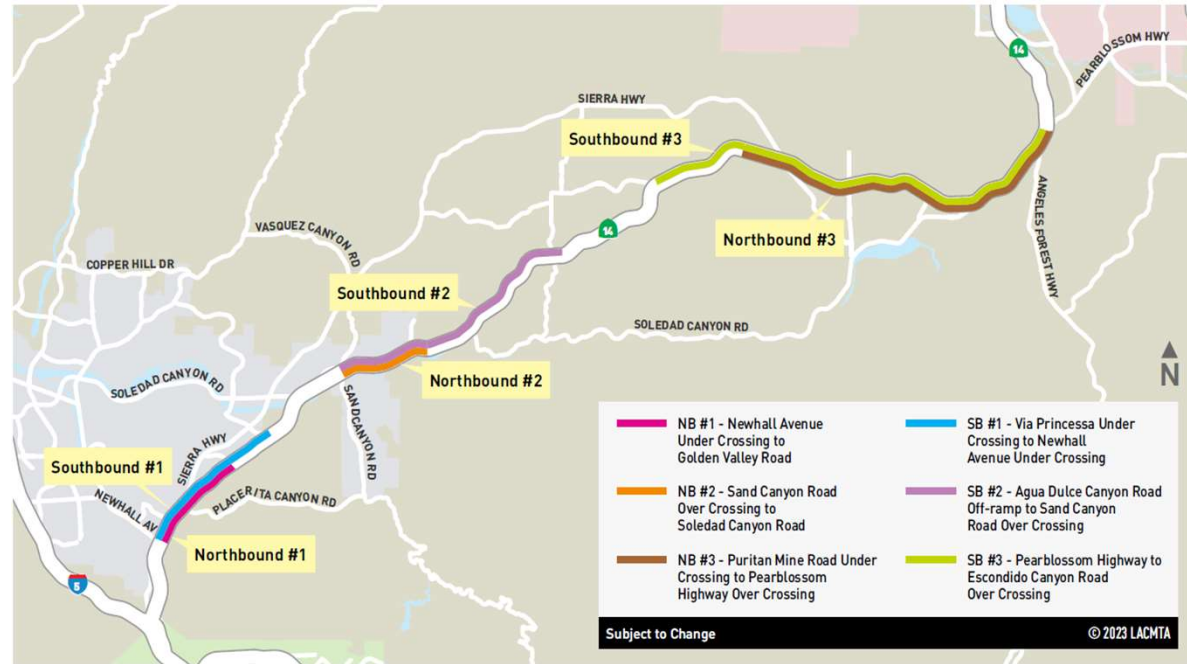 14
PEARBLOSSOM HWY
SIERRA HWY
Southbound #3
VASQUEZ CANYON
RD
14
Northbound #3
ANGELES FOREST HWY
COPPER HILL DR
Southbound #2
SOLEDAD CANYON RD
Northbound #2
N
SOLEDAD CANYON RD
SAND CANYON RD
SIERRA HWY
Southbound #1
PLACERITA CANYON RD
NEWHALL AV
Northbound #1
5
NB #1 - Newhall Avenue
Under Crossing to
Golden Valley Road
NB #2 - Sand Canyon Road
Over Crossing to
Soledad Canyon Road
NB #3 - Puritan Mine Road Under
Crossing to Pearblossom
Highway Over Crossing
SB #1 - Via Princessa Under
Crossing to Newhall
Avenue Under Crossing
SB #2 - Agua Dulce Canyon Road
Off-ramp to Sand Canyon
Road Over Crossing
SB #3 - Pearblossom Highway to
Escondido Canyon Road
Over Crossing
Subject to Change
© 2023 LACMTA